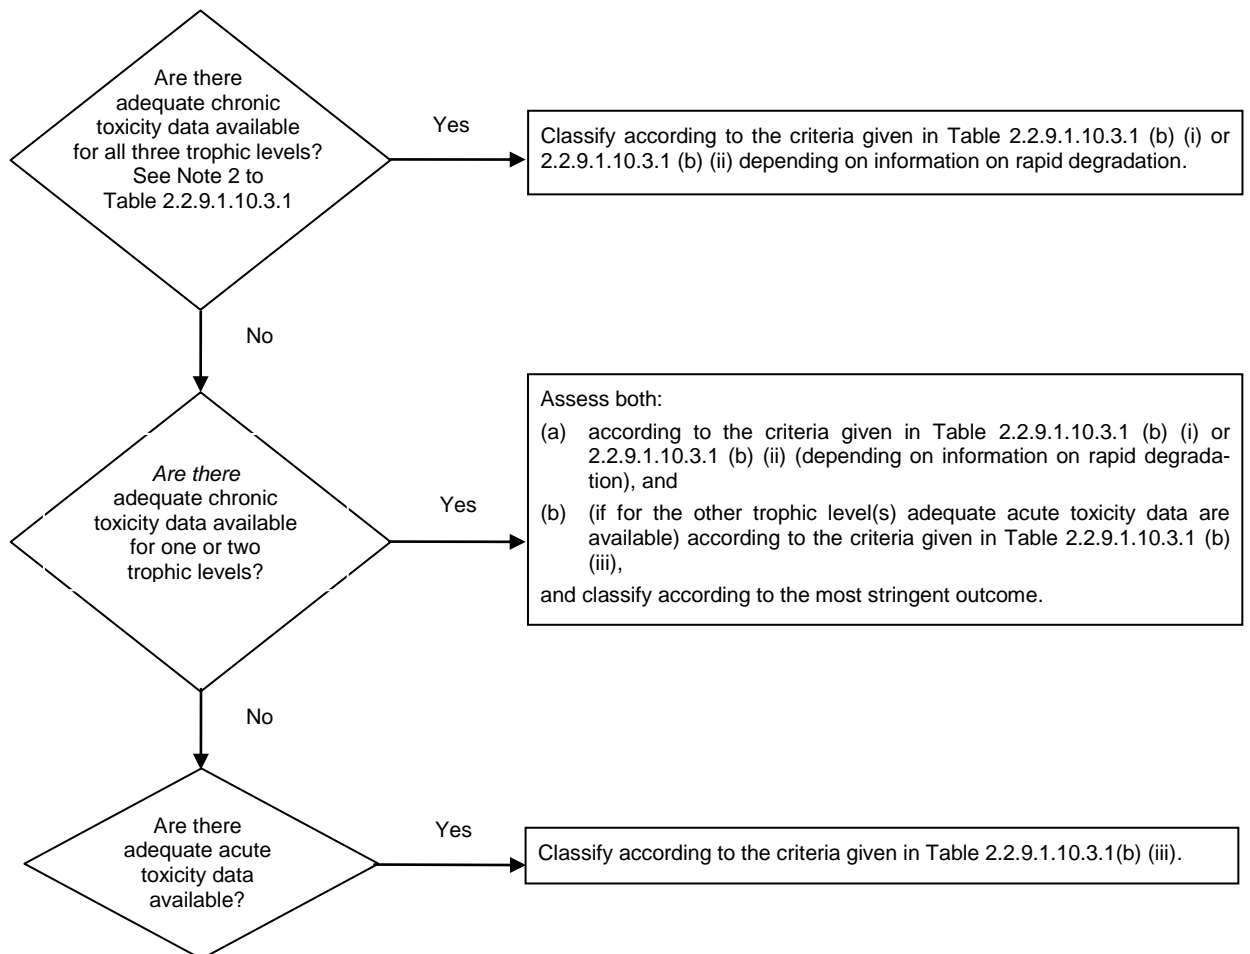 Are there
adequate chronic
toxicity data available
for all three trophic levels?
See Note 2 to
Table 2.2.9.1.10.3.1
Yes
Classify according to the criteria given in Table 2.2.9.1.10.3.1 (b) (i) or
2.2.9.1.10.3.1 (b) (ii) depending on information on rapid degradation.
No
Are there
adequate chronic
toxicity data available
for one or two
trophic levels?
Yes
Assess both:
(a) according to the criteria given in Table 2.2.9.1.10.3.1 (b) (i) or
2.2.9.1.10.3.1 (b) (ii) (depending on information on rapid degrada-
tion), and
(b) (if for the other trophic level(s) adequate acute toxicity data are
available) according to the criteria given in Table 2.2.9.1.10.3.1 (b)
(iii),
and classify according to the most stringent outcome.
No
Are there
adequate acute
toxicity data
available?
Yes
Classify according to the criteria given in Table 2.2.9.1.10.3.1(b) (iii).